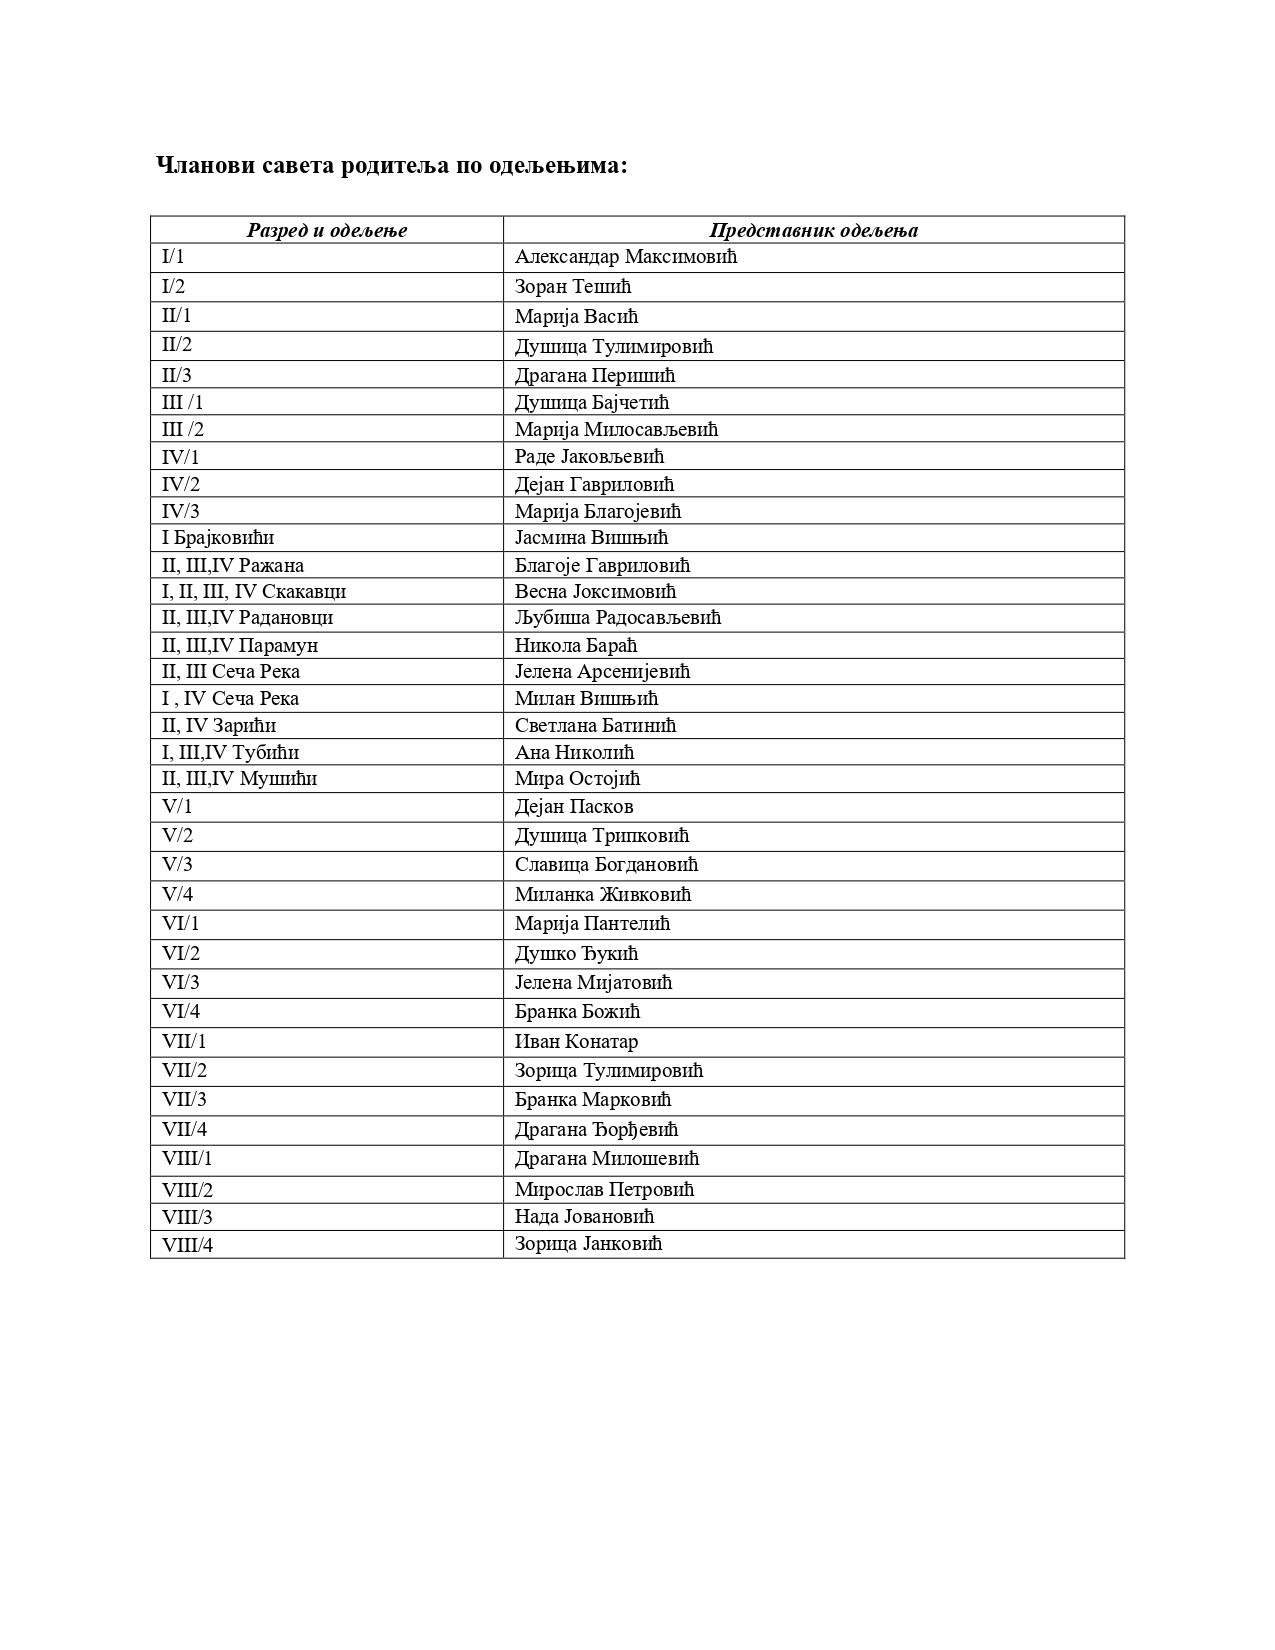 Чланови савета родитеља по одељењима:
Разред и одељење Представник одељења
I/1 Александар Максимовић
I/2 Зоран Тешић
II/1 Марија Васић
II/2 Душица Тулимировић
II/3 Драгана Перишић
III /1 Душица Бајчетић
III /2 Марија Милосављевић
IV/1 Раде Јаковљевић
IV/2 Дејан Гавриловић
IV/3 Марија Благојевић
I Брајковићи Јасмина Вишњић
II, III,IV Ражана Благоје Гавриловић
I, II, III, IV Скакавци Весна Јоксимовић
II, III,IV Радановци Љубиша Радосављевић
II, III,IV Парамун Никола Бараћ
II, III Сеча Река Јелена Арсенијевић
I , IV Сеча Река Милан Вишњић
II, IV Зарићи Светлана Батинић
I, III,IV Тубићи Ана Николић
II, III,IV Мушићи Мира Остојић
V/1 Дејан Пасков
V/2 Душица Трипковић
V/3 Славица Богдановић
V/4 Миланка Живковић
VI/1 Марија Пантелић
VI/2 Душко Ђукић
VI/3 Јелена Мијатовић
VI/4 Бранка Божић
VII/1 Иван Конатар
VII/2 Зорица Тулимировић
VII/3 Бранка Марковић
VII/4 Драгана Ђорђевић
VIII/1 Драгана Милошевић
VIII/2 Мирослав Петровић
VIII/3 Нада Јовановић
VIII/4 Зорица Јанковић